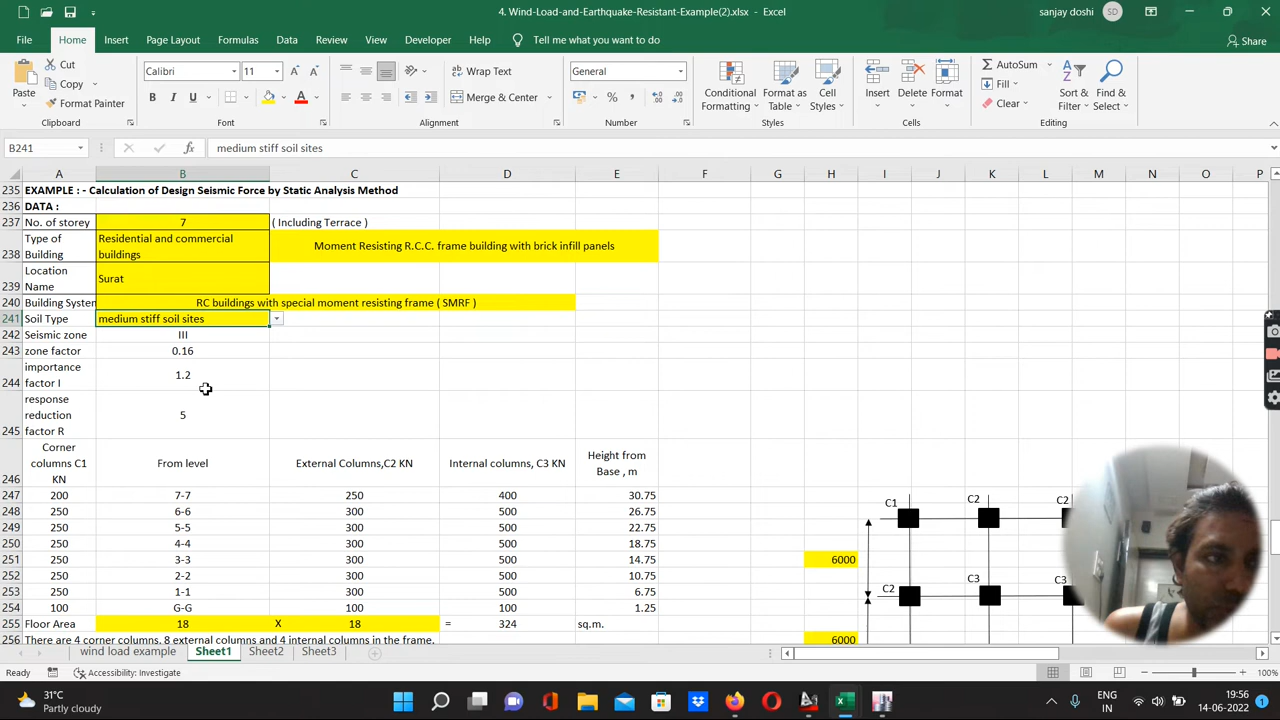 4. Wind-Load-and-Earthquake-Resistant-Example(2).xlsx - Excel
sanjay doshi
SD
File Home Insert Page Layout Formulas Data Review View Developer Help Tell me what you want to do
Share
Paste
Cut
Copy
Format Painter
Clipboard
Calibri 11
B I U
Font
Wrap Text
Merge & Center
Alignment
General
Number
Conditional Formatting
Format as Table
Cell Styles
Styles
Insert Delete Format
Cells
AutoSum
Fill
Clear
Sort & Filter
Find & Select
Editing
B241 fx medium stiff soil sites
A B C D E F G H I J K L M N O P
235 EXAMPLE : - Calculation of Design Seismic Force by Static Analysis Method
236 DATA :
237 No. of storey 7 ( Including Terrace )
238 Type of Building Residential and commercial buildings Moment Resisting R.C.C. frame building with brick infill panels
239 Location Name Surat
240 Building System RC buildings with special moment resisting frame ( SMRF )
241 Soil Type medium stiff soil sites
242 Seismic zone III
243 zone factor 0.16
244 importance factor I 1.2
245 response reduction factor R 5
246 Corner columns C1 KN From level External Columns,C2 KN Internal columns, C3 KN Height from Base , m
247 200 7-7 250 400 30.75
248 250 6-6 300 500 26.75
249 250 5-5 300 500 22.75
250 250 4-4 300 500 18.75
251 250 3-3 300 500 14.75
252 250 2-2 300 500 10.75
253 250 1-1 300 500 6.75
254 100 G-G 100 100 1.25
255 Floor Area 18 X 18 = 324 sq.m.
256 There are 4 corner columns, 8 external columns and 4 internal columns in the frame.
C1 C2 C2
6000
C2 C3 C3
6000
wind load example Sheet1 Sheet2 Sheet3
Ready Accessibility: Investigate
100%
31°C
Partly cloudy
ENG
IN
19:56
14-06-2022
1